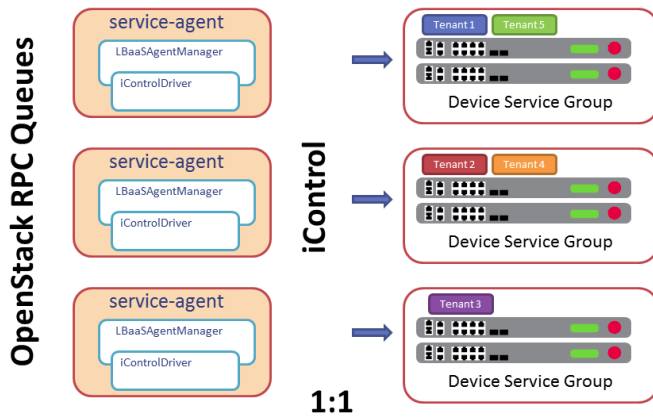 OpenStack RPC Queues
service-agent
LBaaSAgentManager
iControlDriver
Tenant 1
Tenant 5
Device Service Group
service-agent
LBaaSAgentManager
iControlDriver
iControl
Tenant 2
Tenant 4
Device Service Group
service-agent
LBaaSAgentManager
iControlDriver
Tenant 3
Device Service Group
1:1